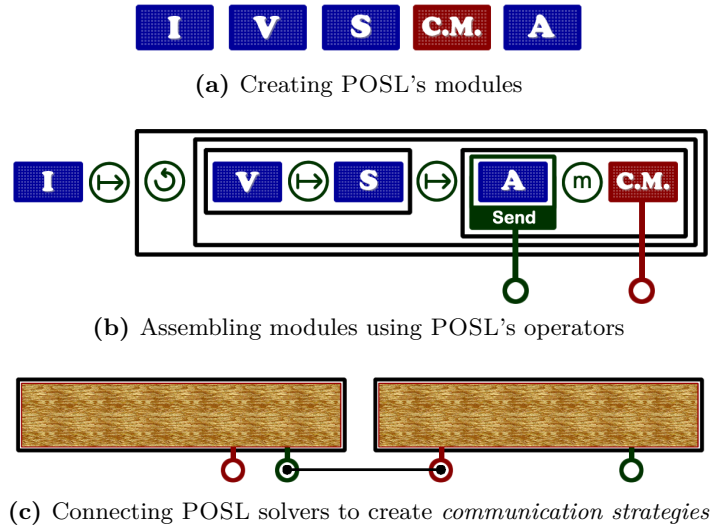 I V S C.M. A
(a) Creating POSL's modules
I V S A m C.M.
Send
(b) Assembling modules using POSL's operators
(c) Connecting POSL solvers to create communication strategies